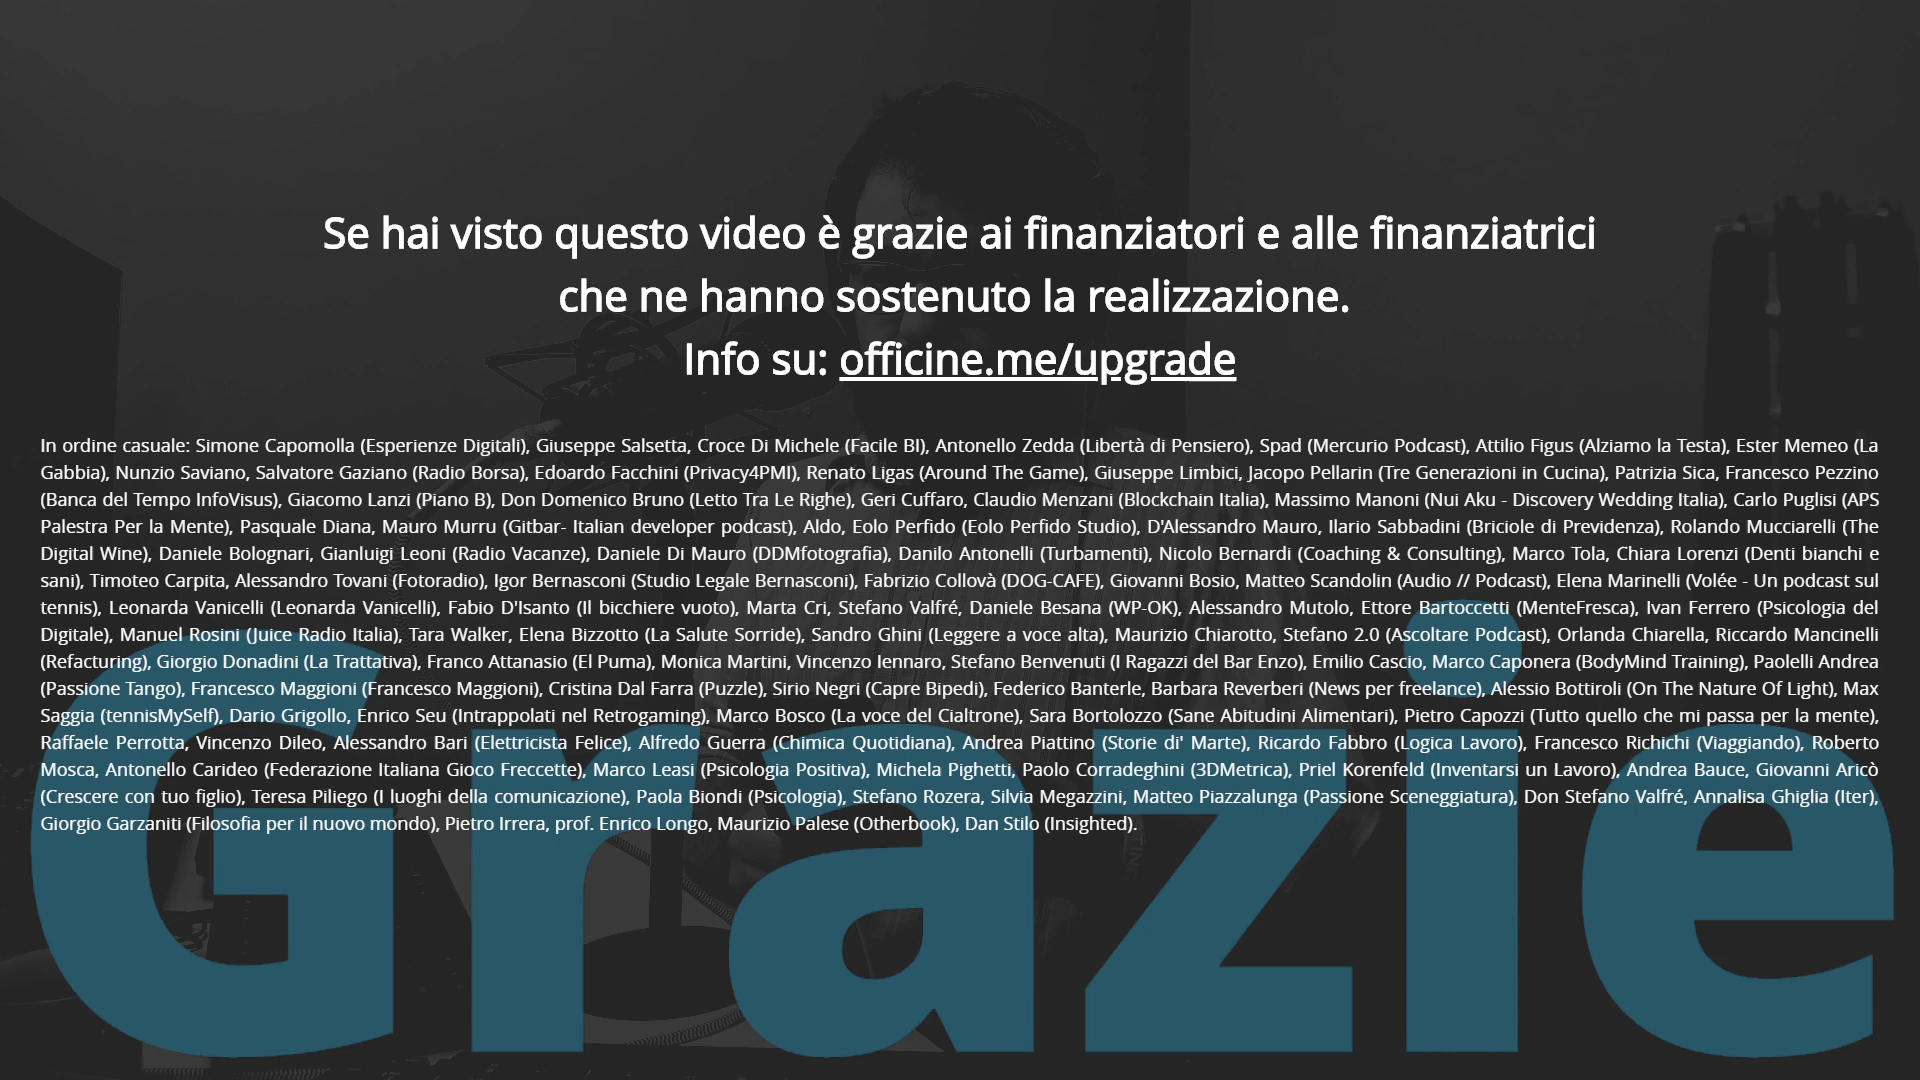 Se hai visto questo video è grazie ai finanziatori e alle finanziatrici
che ne hanno sostenuto la realizzazione.
Info su: officine.me/upgrade
In ordine casuale: Simone Capomolla (Esperienze Digitali), Giuseppe Salsetta, Croce Di Michele (Facile BI), Antonello Zedda (Libertà di Pensiero), Spad (Mercurio Podcast), Attilio Figus (Alziamo la Testa), Ester Memeo (La
Gabbia), Nunzio Saviano, Salvatore Gaziano (Radio Borsa), Edoardo Facchini (Privacy4PMI), Renato Ligas (Around The Game), Giuseppe Limbici, Jacopo Pellarin (Tre Generazioni in Cucina), Patrizia Sica, Francesco Pezzino
(Banca del Tempo InfoVisus), Giacomo Lanzi (Piano B), Don Domenico Bruno (Letto Tra Le Righe), Geri Cuffaro, Claudio Menzani (Blockchain Italia), Massimo Manoni (Nui Aku - Discovery Wedding Italia), Carlo Puglisi (APS
Palestra Per la Mente), Pasquale Diana, Mauro Murru (Gitbar- Italian developer podcast), Aldo, Eolo Perfido (Eolo Perfido Studio), D'Alessandro Mauro, Ilario Sabbadini (Briciole di Previdenza), Rolando Mucciarelli (The
Digital Wine), Daniele Bolognari, Gianluigi Leoni (Radio Vacanze), Daniele Di Mauro (DDMfotografia), Danilo Antonelli (Turbamenti), Nicolo Bernardi (Coaching & Consulting), Marco Tola, Chiara Lorenzi (Denti bianchi e
sani), Timoteo Carpita, Alessandro Tovani (Fotoradio), Igor Bernasconi (Studio Legale Bernasconi), Fabrizio Collovà (DOG-CAFE), Giovanni Bosio, Matteo Scandolin (Audio // Podcast), Elena Marinelli (Volée - Un podcast sul
tennis), Leonarda Vanicelli (Leonarda Vanicelli), Fabio D'Isanto (Il bicchiere vuoto), Marta Cri, Stefano Valfré, Daniele Besana (WP-OK), Alessandro Mutolo, Ettore Bartoccetti (MenteFresca), Ivan Ferrero (Psicologia del
Digitale), Manuel Rosini (Juice Radio Italia), Tara Walker, Elena Bizzotto (La Salute Sorride), Sandro Ghini (Leggere a voce alta), Maurizio Chiarotto, Stefano 2.0 (Ascoltare Podcast), Orlanda Chiarella, Riccardo Mancinelli
(Refacturing), Giorgio Donadini (La Trattativa), Franco Attanasio (El Puma), Monica Martini, Vincenzo Iennaro, Stefano Benvenuti (I Ragazzi del Bar Enzo), Emilio Cascio, Marco Caponera (BodyMind Training), Paolelli Andrea
(Passione Tango), Francesco Maggioni (Francesco Maggioni), Cristina Dal Farra (Puzzle), Sirio Negri (Capre Bipedi), Federico Banterle, Barbara Reverberi (News per freelance), Alessio Bottiroli (On The Nature Of Light), Max
Saggia (tennisMySelf), Dario Grigollo, Enrico Seu (Intrappolati nel Retrogaming), Marco Bosco (La voce del Cialtrone), Sara Bortolozzo (Sane Abitudini Alimentari), Pietro Capozzi (Tutto quello che mi passa per la mente),
Raffaele Perrotta, Vincenzo Dileo, Alessandro Bari (Elettricista Felice), Alfredo Guerra (Chimica Quotidiana), Andrea Piattino (Storie di' Marte), Ricardo Fabbro (Logica Lavoro), Francesco Richichi (Viaggiando), Roberto
Mosca, Antonello Carideo (Federazione Italiana Gioco Freccette), Marco Leasi (Psicologia Positiva), Michela Pighetti, Paolo Corradeghini (3DMetrica), Priel Korenfeld (Inventarsi un Lavoro), Andrea Bauce, Giovanni Aricò
(Crescere con tuo figlio), Teresa Piliego (I luoghi della comunicazione), Paola Biondi (Psicologia), Stefano Rozera, Silvia Megazzini, Matteo Piazzalunga (Passione Sceneggiatura), Don Stefano Valfré, Annalisa Ghiglia (Iter),
Giorgio Garzaniti (Filosofia per il nuovo mondo), Pietro Irrera, prof. Enrico Longo, Maurizio Palese (Otherbook), Dan Stilo (Insighted).
Grazie